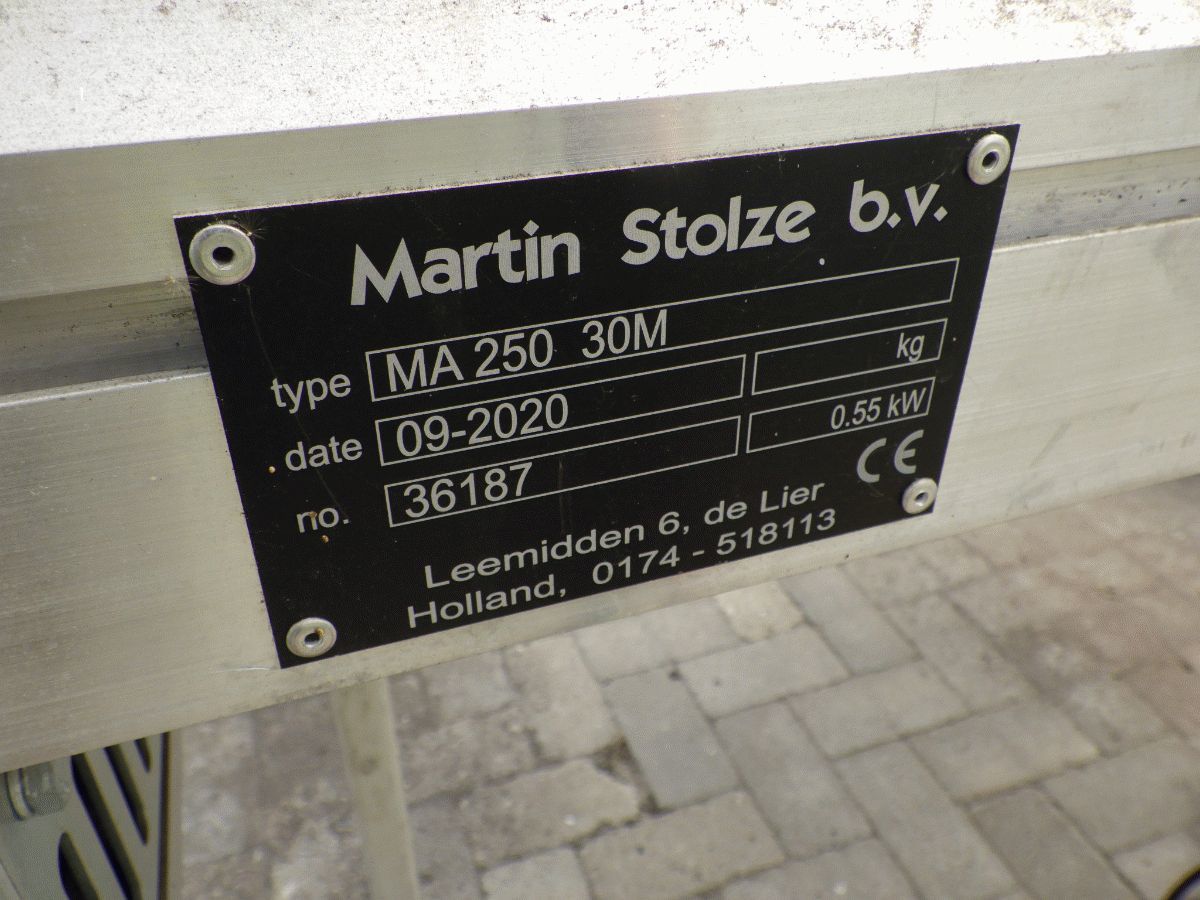 Martin Stolze b.v.
type MA 250 30M
date 09-2020 kg
no. 36187 0.55 kW
CE
Leemidden 6, de Lier
Holland, 0174 - 518113